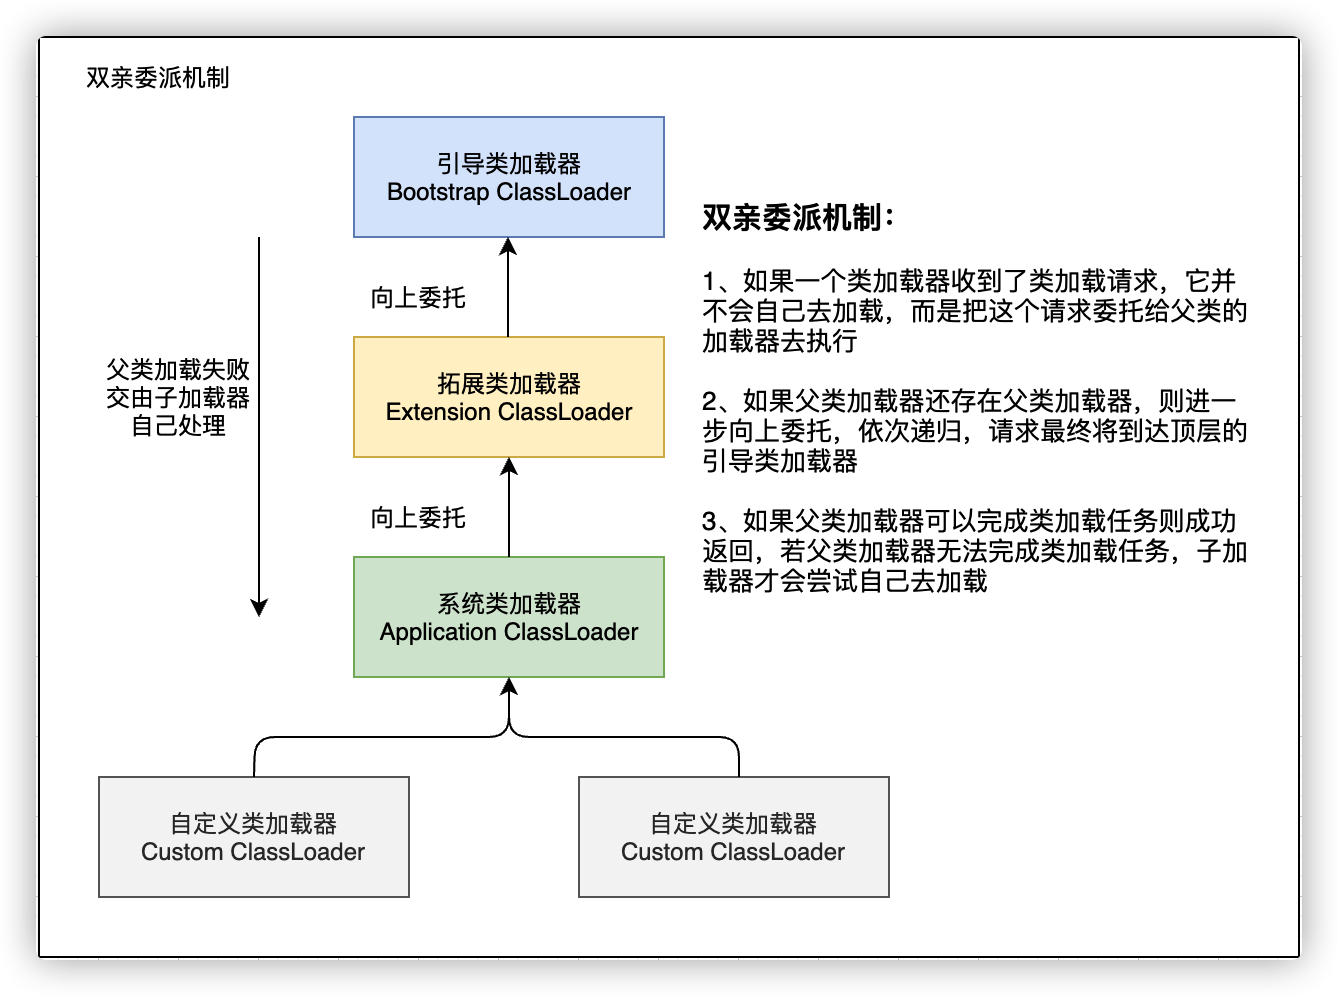 双亲委派机制
引导类加载器
Bootstrap ClassLoader
向上委托
父类加载失败
交由子加载器
自己处理
拓展类加载器
Extension ClassLoader
向上委托
系统类加载器
Application ClassLoader
自定义类加载器
Custom ClassLoader
自定义类加载器
Custom ClassLoader
双亲委派机制：
1、如果一个类加载器收到了类加载请求，它并
不会自己去加载，而是把这个请求委托给父类的
加载器去执行
2、如果父类加载器还存在父类加载器，则进一
步向上委托，依次递归，请求最终将到达顶层的
引导类加载器
3、如果父类加载器可以完成类加载任务则成功
返回，若父类加载器无法完成类加载任务，子加
载器才会尝试自己去加载